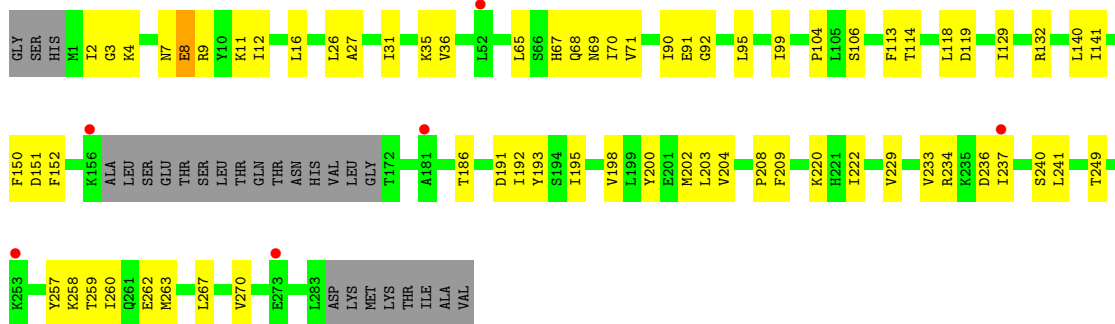 GLY SER HIS M1 I2 G3 K4 N7 E8 R9 Y10 K11 I12 L16 L26 A27 I31 K35 V36 L52 L65 S66 H67 Q68 N69 I70 V71 I90 E91 G92 L95 I99 P104 L105 S106 F113 T114 L118 D119 I129 R132 L140 I141
F150 D151 F152 K156 ALA LEU SER GLU THR THR SER LEU THR GLN THR ASN HIS VAL LEU GLY T172 A181 T186 D191 I192 Y193 S194 I195 V198 L199 Y200 E201 M202 L203 V204 P208 F209 K220 H221 I222 V229 V233 R234 K235 D236 I237 S240 L241 T249
K253 Y257 K258 T259 I260 Q261 E262 M263 L267 V270 E273 L283 ASP LYS MET LYS THR ILE ALA VAL